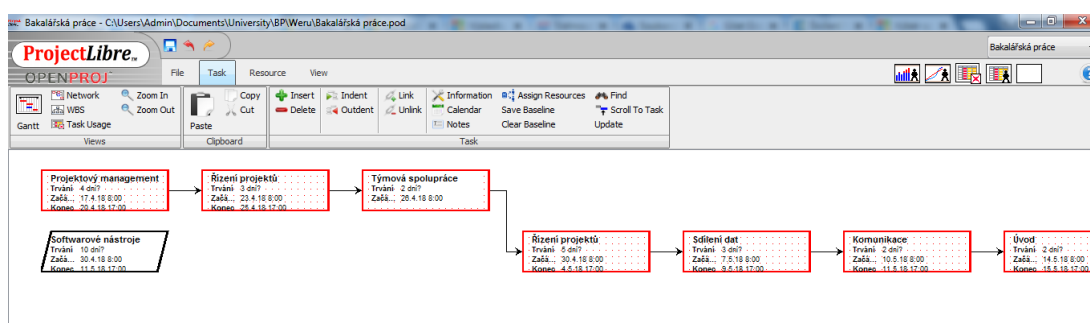 Bakalářská práce - C:\Users\Admin\Documents\University\BP\Weru\Bakalářská práce.pod
ProjectLibre
OPENPROJ
File Task Resource View
Bakalářská práce
Gantt
Network
WBS
Task Usage
Zoom In
Zoom Out
Views
Paste
Copy
Cut
Clipboard
Insert
Delete
Indent
Outdent
Link
Unlink
Information
Calendar
Notes
Assign Resources
Save Baseline
Clear Baseline
Find
Scroll To Task
Update
Task
Projektový management
Trvání 4 dní?
Začá... 17.4.18 8:00
Konec 20.4.18 17:00
Řízení projektů
Trvání 3 dní?
Začá... 23.4.18 8:00
Konec 25.4.18 17:00
Týmová spolupráce
Trvání 2 dní?
Začá... 26.4.18 8:00
Softwarové nástroje
Trvání 10 dní?
Začá... 30.4.18 8:00
Konec 11.5.18 17:00
Řízení projektů
Trvání 5 dní?
Začá... 30.4.18 8:00
Konec 4.5.18 17:00
Sdílení dat
Trvání 3 dní?
Začá... 7.5.18 8:00
Konec 9.5.18 17:00
Komunikace
Trvání 2 dní?
Začá... 10.5.18 8:00
Konec 11.5.18 17:00
Úvod
Trvání 2 dní?
Začá... 14.5.18 8:00
Konec 15.5.18 17:00